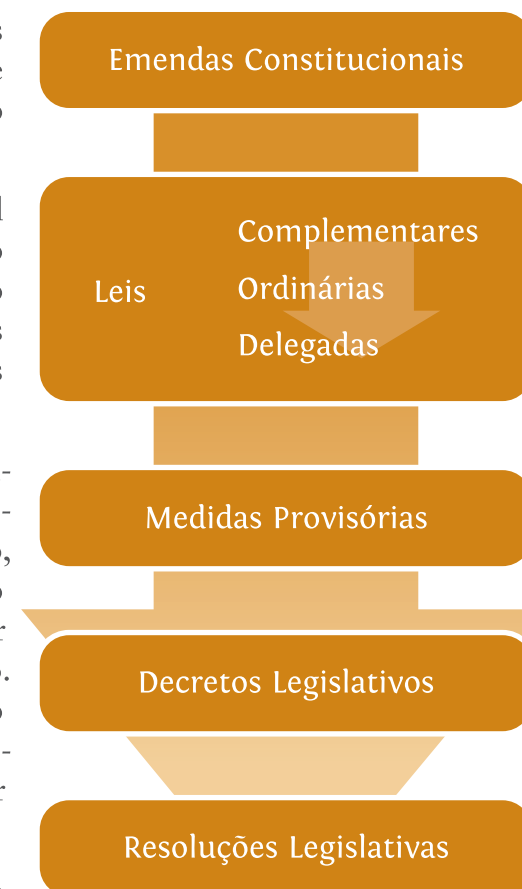 Emendas Constitucionais
Leis
Complementares
Ordinárias
Delegadas
Medidas Provisórias
Decretos Legislativos
Resoluções Legislativas